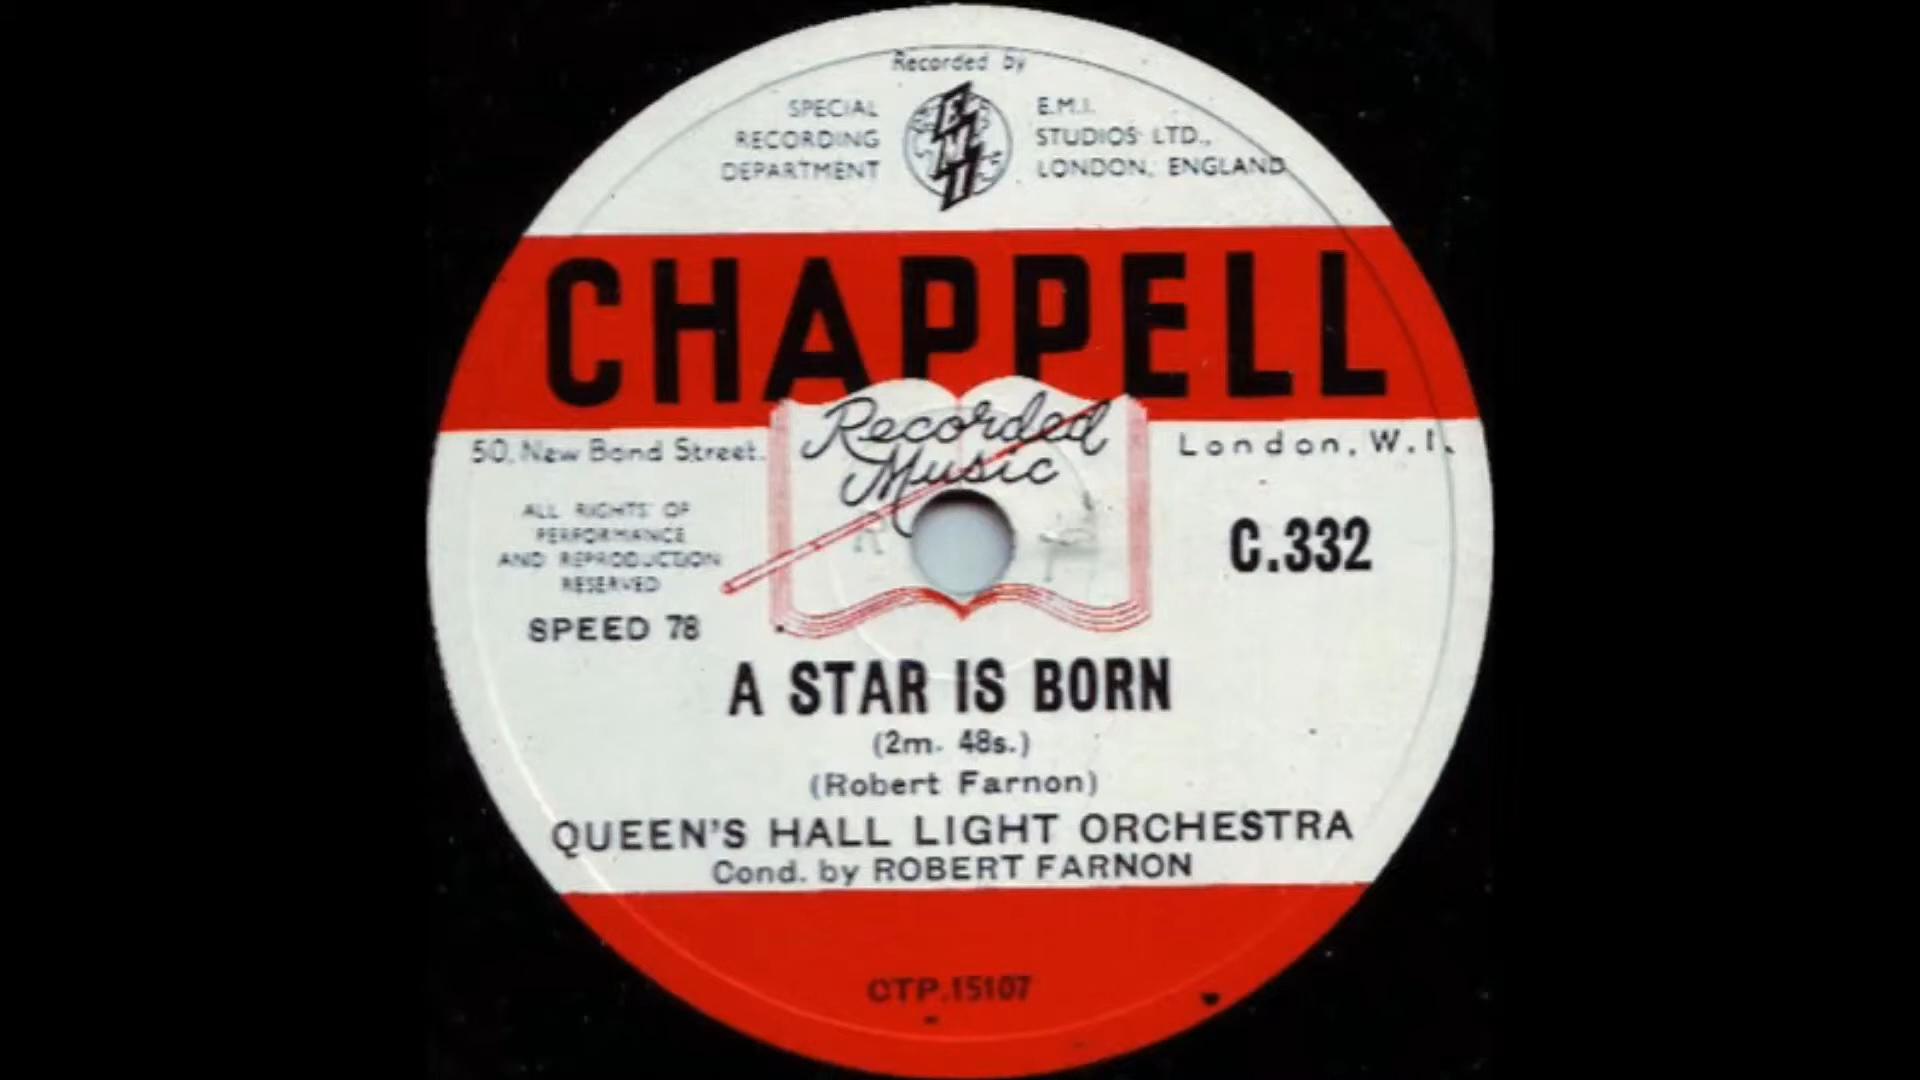 Recorded by
SPECIAL
RECORDING
DEPARTMENT
EMI
E.M.I.
STUDIOS LTD.,
LONDON, ENGLAND
CHAPPELL
Recorded
Music
50, New Bond Street.
London, W.1.
ALL RIGHTS OF
PERFORMANCE
AND REPRODUCTION
RESERVED
SPEED 78
C.332
A STAR IS BORN
(2m. 48s.)
(Robert Farnon)
QUEEN'S HALL LIGHT ORCHESTRA
Cond. by ROBERT FARNON
CTP.15107